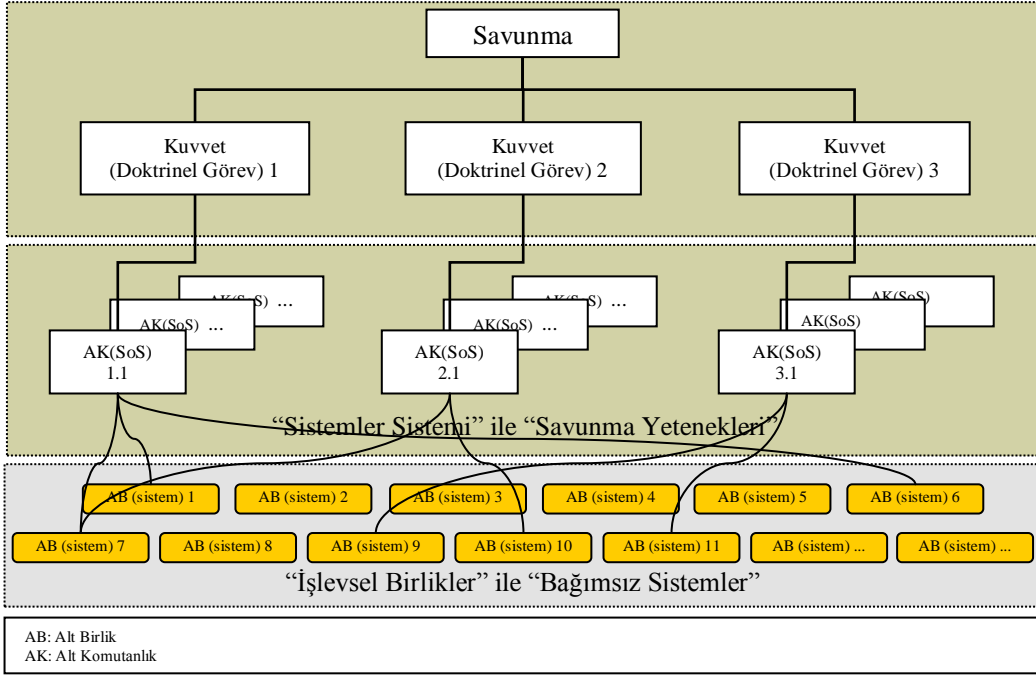 Savunma
Kuvvet
(Doktrinel Görev) 1
Kuvvet
(Doktrinel Görev) 2
Kuvvet
(Doktrinel Görev) 3
AK(SoS) ...
AK(SoS) ...
AK(SoS)
1.1
AK(SoS) ...
AK(SoS) ...
AK(SoS)
2.1
AK(SoS)
AK(SoS)
AK(SoS)
3.1
“Sistemler Sistemi” ile “Savunma Yetenekleri”
AB (sistem) 1
AB (sistem) 2
AB (sistem) 3
AB (sistem) 4
AB (sistem) 5
AB (sistem) 6
AB (sistem) 7
AB (sistem) 8
AB (sistem) 9
AB (sistem) 10
AB (sistem) 11
AB (sistem) ...
AB (sistem) ...
“İşlevsel Birlikler” ile “Bağımsız Sistemler”
AB: Alt Birlik
AK: Alt Komutanlık